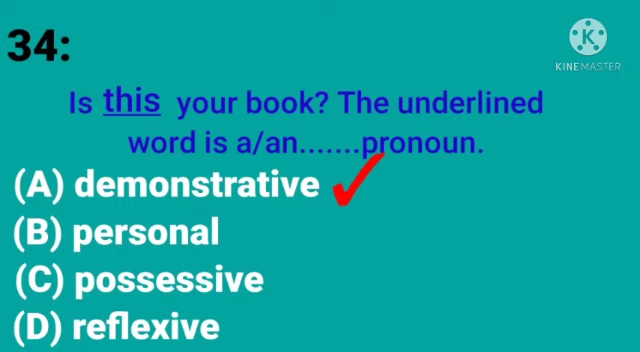 34:
KINEMASTER
Is this your book? The underlined
word is a/an.......pronoun.
(A) demonstrative
(B) personal
(C) possessive
(D) reflexive